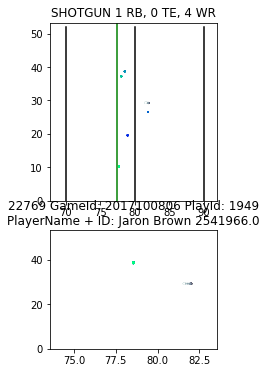 SHOTGUN 1 RB, 0 TE, 4 WR
50
40
30
20
10
0
70 75 80 85 90
22769 GameId: 2017100806 PlayId: 1949
PlayerName + ID: Jaron Brown 2541966.0
40
20
0
75.0 77.5 80.0 82.5